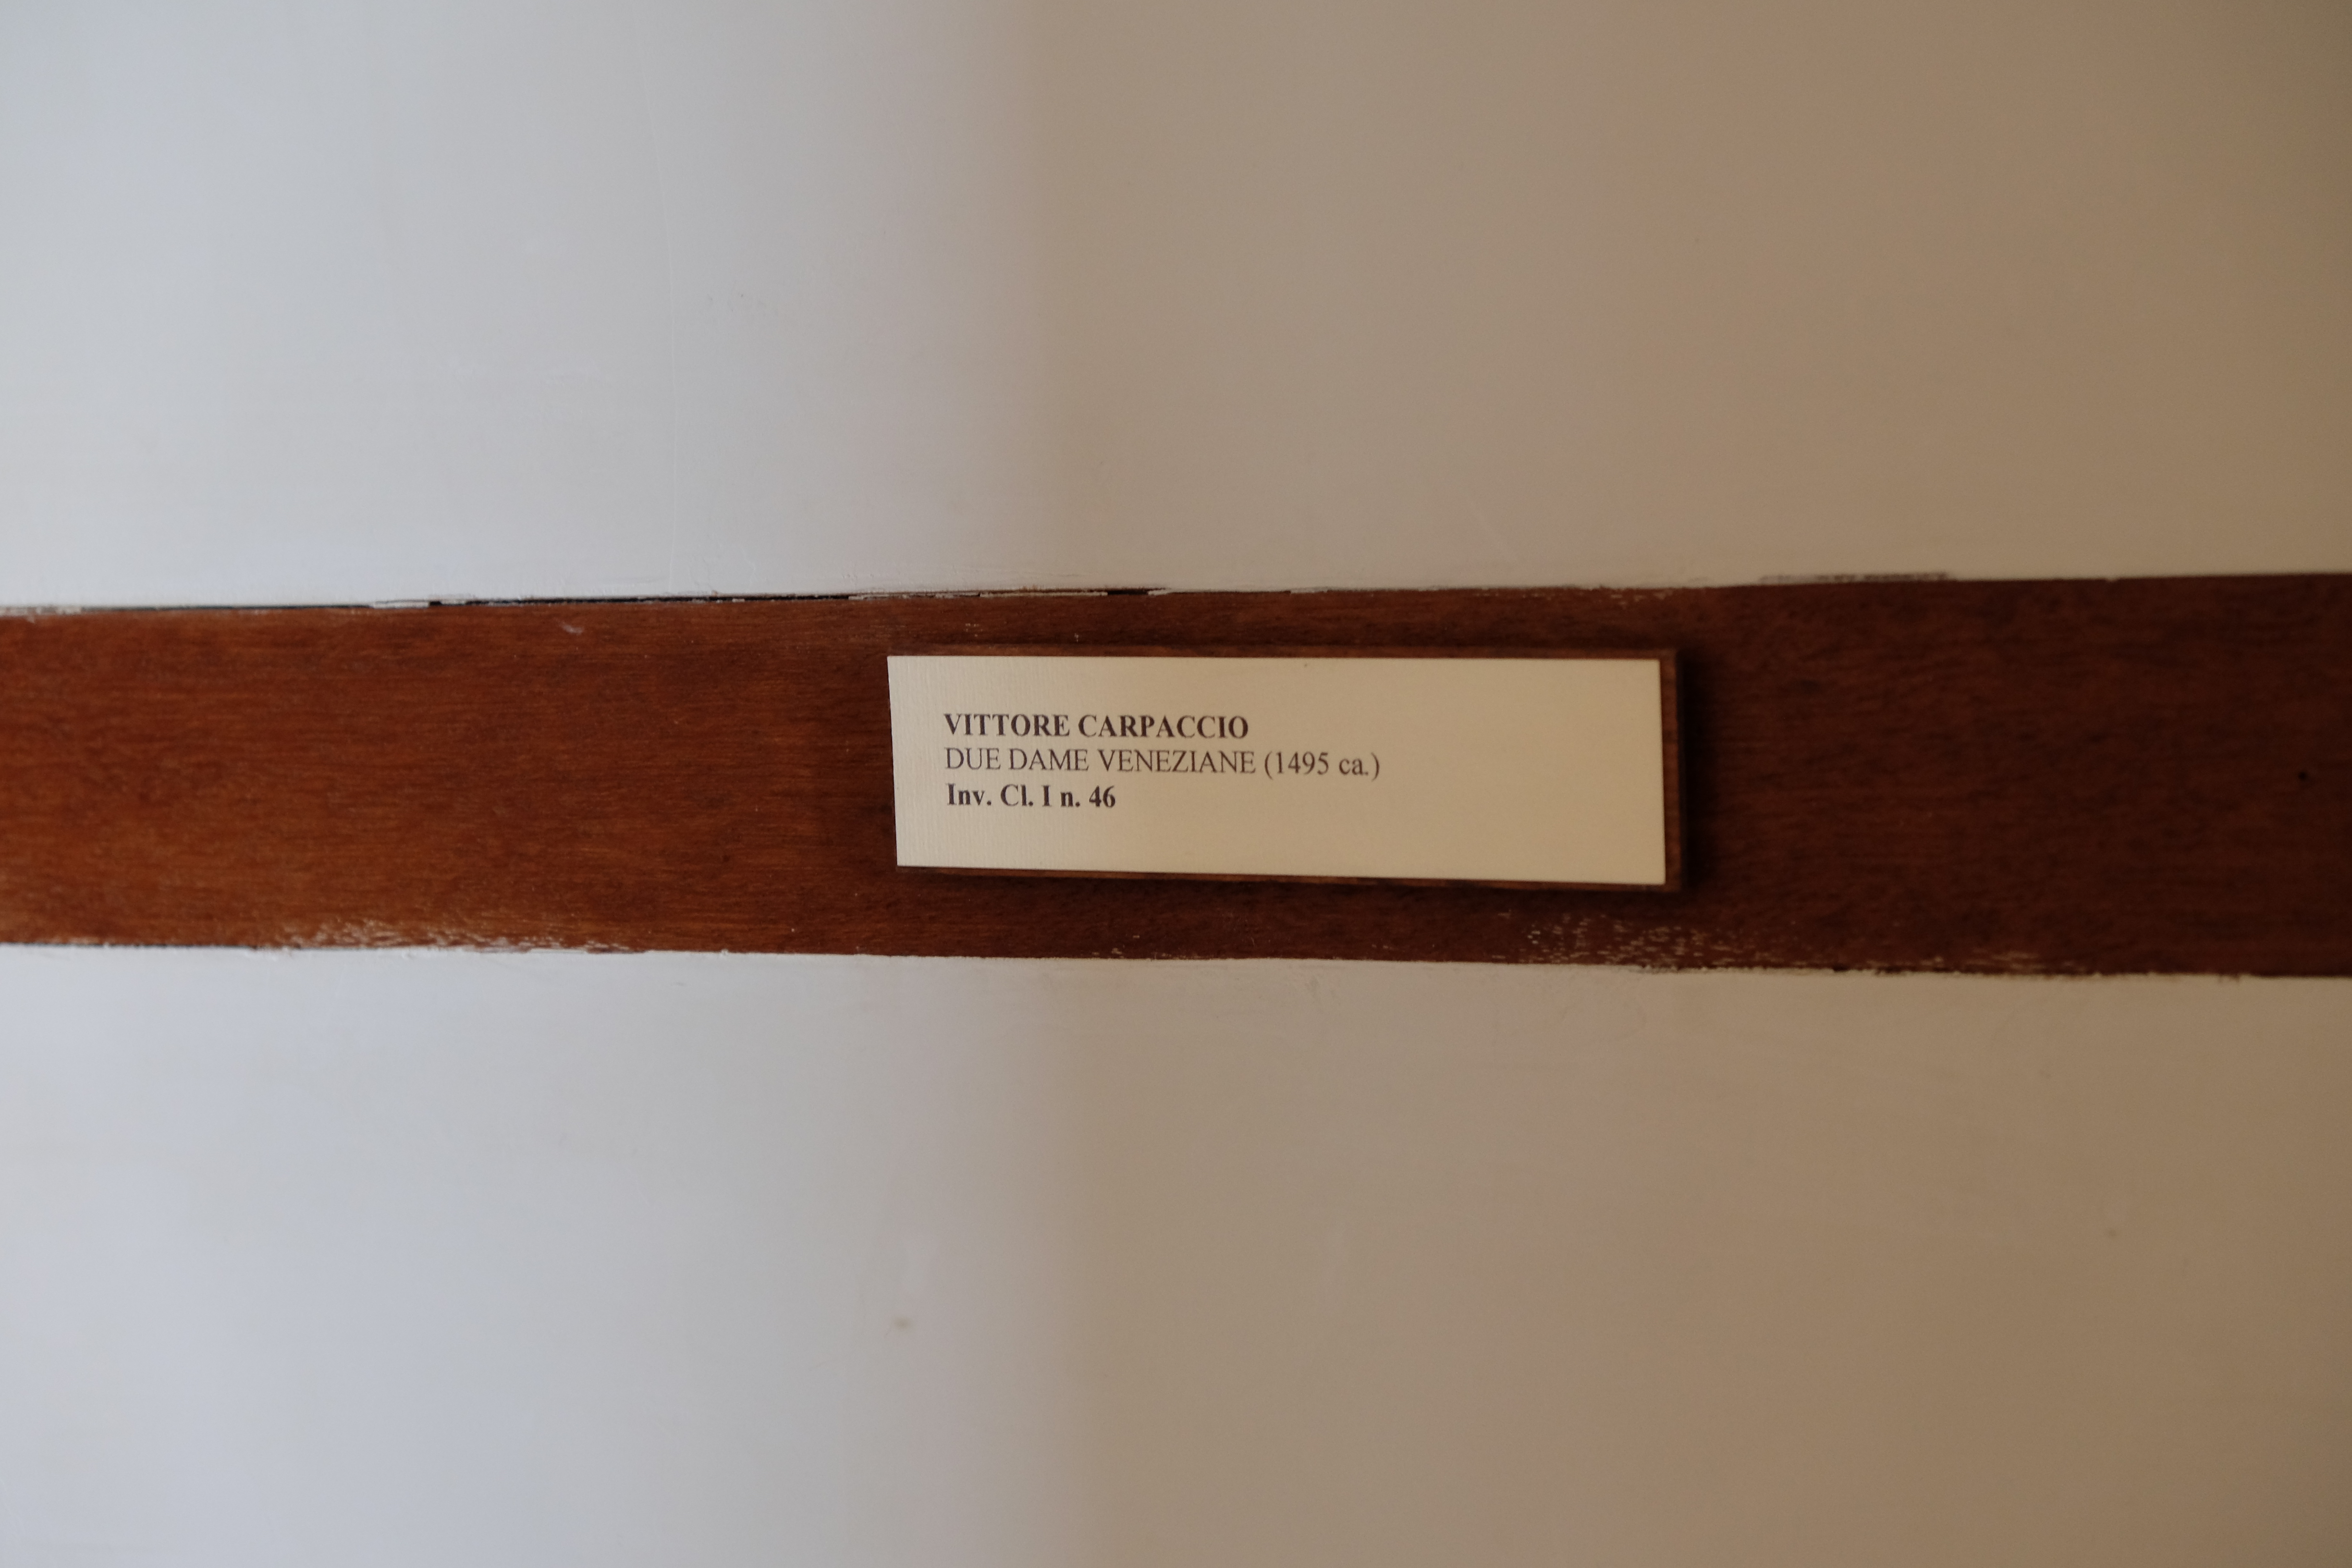 VITTORE CARPACCIO
DUE DAME VENEZIANE (1495 ca.)
Inv. Cl. I n. 46